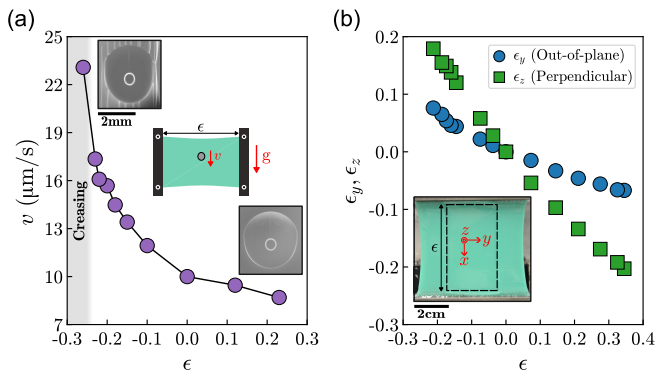 (a)
25
22
19
16
13
10
7
v (µm/s)
Creasing
2mm
ϵ
v
g
-0.3 -0.2 -0.1 0.0 0.1 0.2 0.3
ϵ
(b)
0.2
0.1
0.0
-0.1
-0.2
-0.3
ϵy, ϵz
ϵy (Out-of-plane)
ϵz (Perpendicular)
ϵ
z
y
x
2cm
-0.3 -0.2 -0.1 0.0 0.1 0.2 0.3 0.4
ϵ